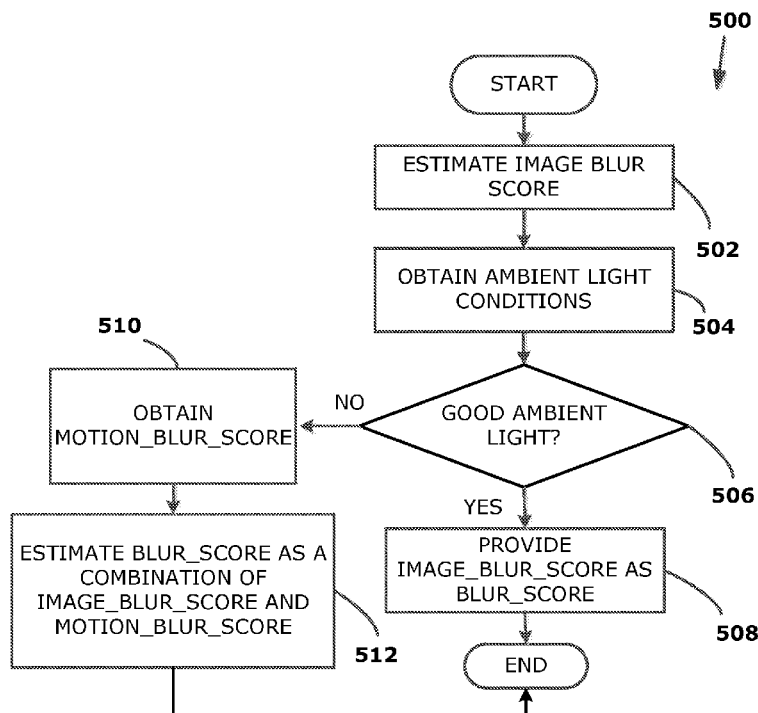 500
START
ESTIMATE IMAGE BLUR
SCORE
502
OBTAIN AMBIENT LIGHT
CONDITIONS
504
510
OBTAIN
MOTION_BLUR_SCORE
NO
GOOD AMBIENT
LIGHT?
506
YES
ESTIMATE BLUR_SCORE AS A
COMBINATION OF
IMAGE_BLUR_SCORE AND
MOTION_BLUR_SCORE
512
PROVIDE
IMAGE_BLUR_SCORE AS
BLUR_SCORE
508
END